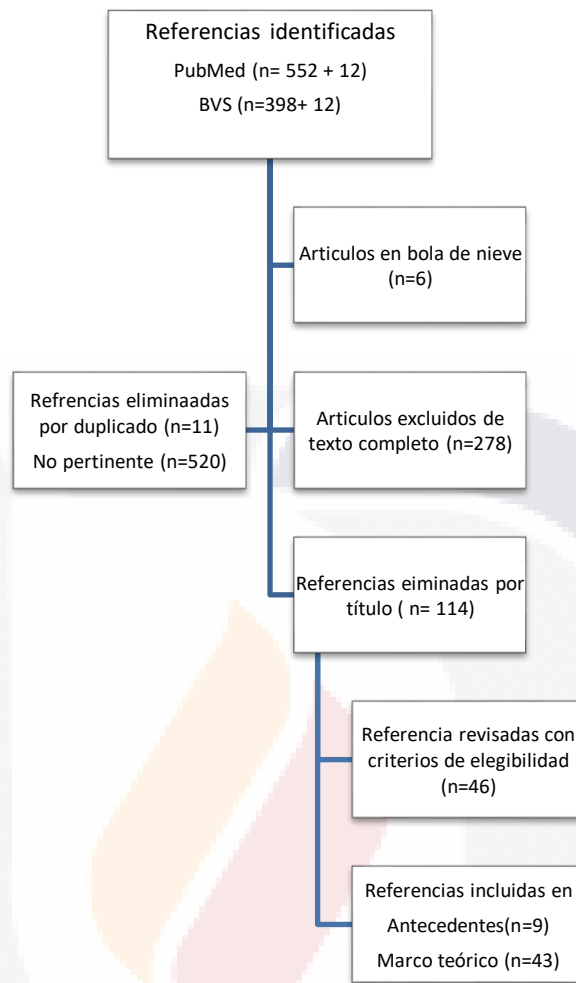 Referencias identificadas
PubMed (n= 552 + 12)
BVS (n=398+ 12)
Articulos en bola de nieve
(n=6)
Refrencias eliminaadas
por duplicado (n=11)
No pertinente (n=520)
Articulos excluidos de
texto completo (n=278)
Referencias eiminadas por
título ( n= 114)
Referencia revisadas con
criterios de elegibilidad
(n=46)
Referencias incluidas en
Antecedentes(n=9)
Marco teórico (n=43)